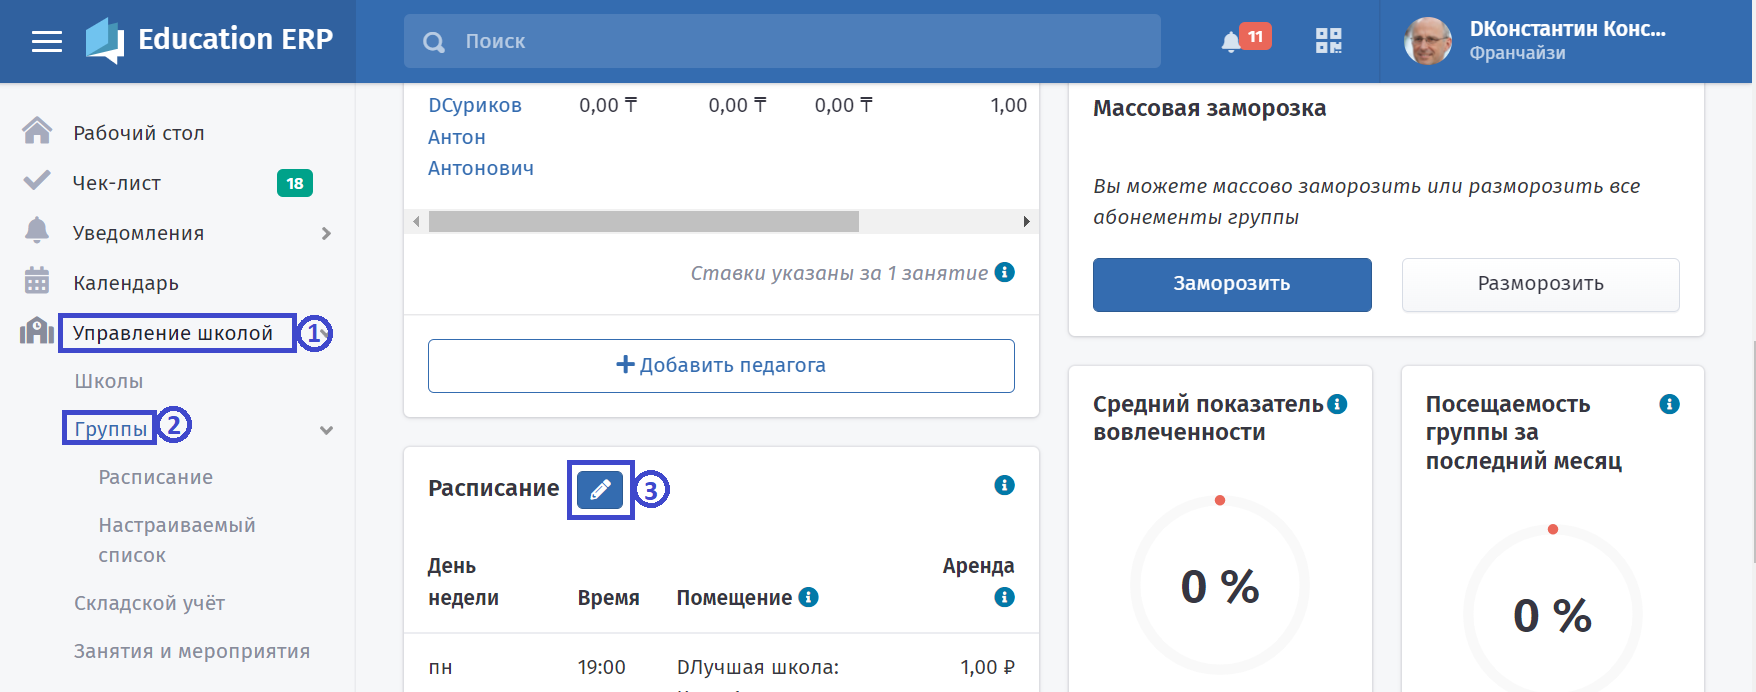 Education ERP
Поиск
11
DКонстантин Конс...
Франчайзи
Рабочий стол
Чек-лист
18
Уведомления
Календарь
Управление школой
1
Школы
Группы
2
Расписание
Настраиваемый
список
Складской учёт
Занятия и мероприятия
DСуриков 0,00 ₸ 0,00 ₸ 0,00 ₸ 1,00
Антон
Антонович
Ставки указаны за 1 занятие
Добавить педагога
Расписание
3
День
недели
Время
Помещение
Аренда
пн 19:00 DЛучшая школа: 1,00 ₽
Массовая заморозка
Вы можете массово заморозить или разморозить все
абонементы группы
Заморозить
Разморозить
Средний показатель
вовлеченности
0 %
Посещаемость
группы за
последний месяц
0 %